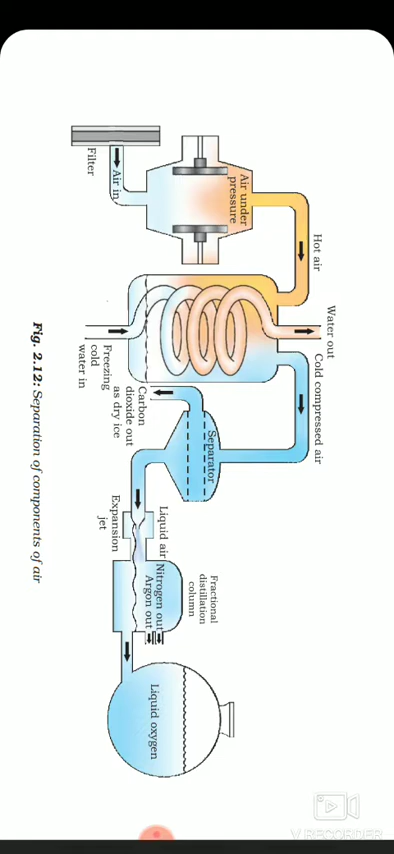 Filter
Air in
Air under
pressure
Hot air
Water out
Freezing
cold
water in
Cold compressed air
Carbon
dioxide out
as dry ice
Separator
Liquid air
Expansion
jet
Fractional
distillation
column
Nitrogen out
Argon out
Liquid oxygen
Fig. 2.12: Separation of components of air
V RECORDER